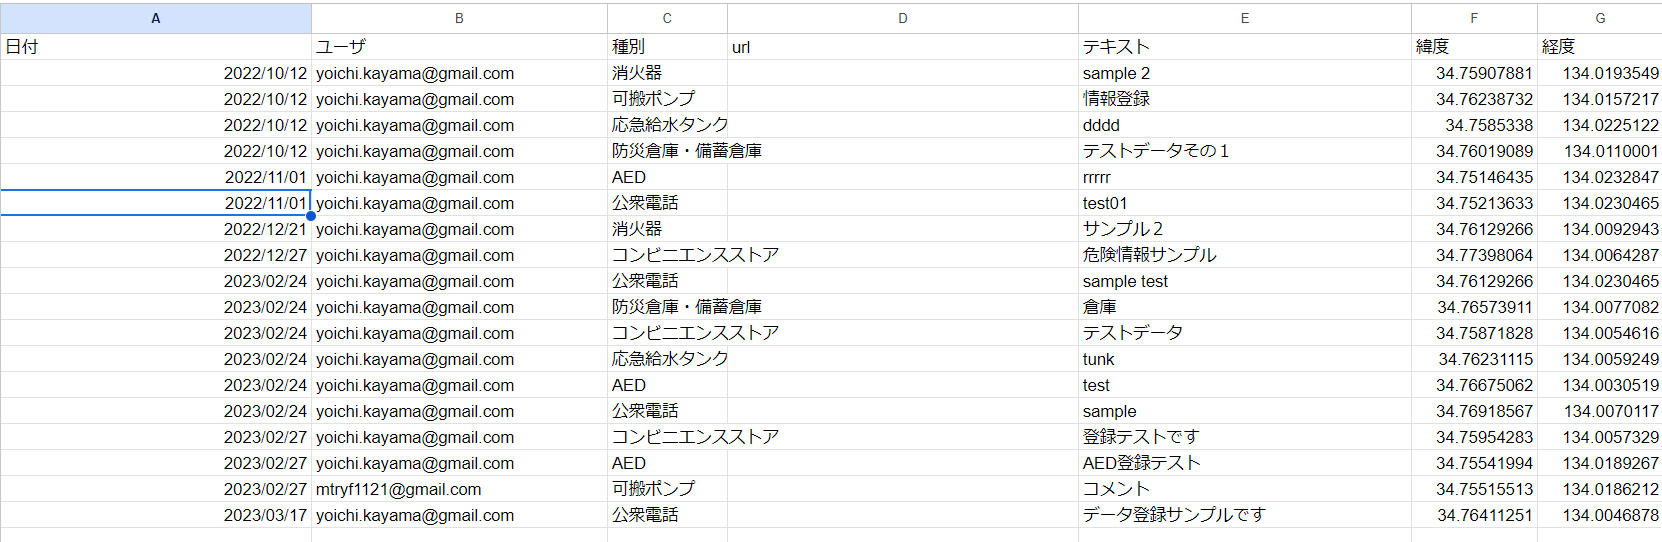 A B C D E F G
日付 ユーザ 種別 url テキスト 緯度 経度
2022/10/12 yoichi.kayama@gmail.com 消火器 sample 2 34.75907881 134.0193549
2022/10/12 yoichi.kayama@gmail.com 可搬ポンプ 情報登録 34.76238732 134.0157217
2022/10/12 yoichi.kayama@gmail.com 応急給水タンク dddd 34.7585338 134.0225122
2022/10/12 yoichi.kayama@gmail.com 防災倉庫・備蓄倉庫 テストデータその１ 34.76019089 134.0110001
2022/11/01 yoichi.kayama@gmail.com AED rrrrr 34.75146435 134.0232847
2022/11/01 yoichi.kayama@gmail.com 公衆電話 test01 34.75213633 134.0230465
2022/12/21 yoichi.kayama@gmail.com 消火器 サンプル２ 34.76129266 134.0092943
2022/12/27 yoichi.kayama@gmail.com コンビニエンスストア 危険情報サンプル 34.77398064 134.0064287
2023/02/24 yoichi.kayama@gmail.com 公衆電話 sample test 34.76129266 134.0230465
2023/02/24 yoichi.kayama@gmail.com 防災倉庫・備蓄倉庫 倉庫 34.76573911 134.0077082
2023/02/24 yoichi.kayama@gmail.com コンビニエンスストア テストデータ 34.75871828 134.0054616
2023/02/24 yoichi.kayama@gmail.com 応急給水タンク tunk 34.76231115 134.0059249
2023/02/24 yoichi.kayama@gmail.com AED test 34.76675062 134.0030519
2023/02/24 yoichi.kayama@gmail.com 公衆電話 sample 34.76918567 134.0070117
2023/02/27 yoichi.kayama@gmail.com コンビニエンスストア 登録テストです 34.75954283 134.0057329
2023/02/27 yoichi.kayama@gmail.com AED AED登録テスト 34.75541994 134.0189267
2023/02/27 mtryf1121@gmail.com 可搬ポンプ コメント 34.75515513 134.0186212
2023/03/17 yoichi.kayama@gmail.com 公衆電話 データ登録サンプルです 34.76411251 134.0046878